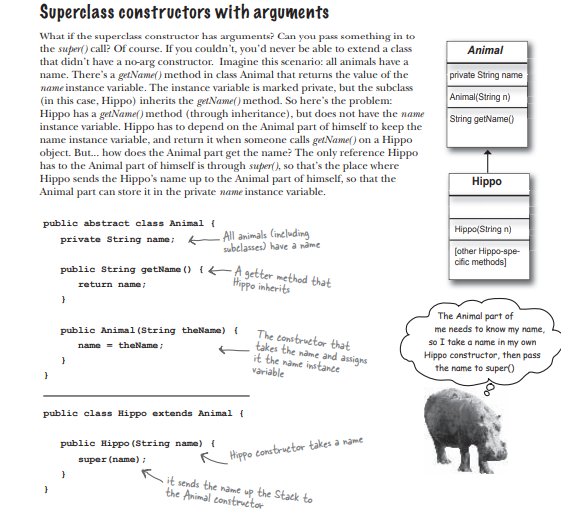 Superclass constructors with arguments
What if the superclass constructor has arguments? Can you pass something in to
the super() call? Of course. If you couldn't, you'd never be able to extend a class
that didn't have a no-arg constructor. Imagine this scenario: all animals have a
name. There's a getName() method in class Animal that returns the value of the
name instance variable. The instance variable is marked private, but the subclass
(in this case, Hippo) inherits the getName() method. So here's the problem:
Hippo has a getName() method (through inheritance), but does not have the name
instance variable. Hippo has to depend on the Animal part of himself to keep the
name instance variable, and return it when someone calls getName() on a Hippo
object. But... how does the Animal part get the name? The only reference Hippo
has to the Animal part of himself is through super(), so that's the place where
Hippo sends the Hippo's name up to the Animal part of himself, so that the
Animal part can store it in the private name instance variable.
Animal
private String name
Animal(String n)
String getName()
Hippo
Hippo(String n)
[other Hippo-spe-
cific methods]
public abstract class Animal {
private String name;
All animals (including
subclasses) have a name
public String getName() {
A getter method that
Hippo inherits
return name;
}
public Animal(String theName) {
name = theName;
The constructor that
takes the name and assigns
it the name instance
variable
}
}
The Animal part of
me needs to know my name,
so I take a name in my own
Hippo constructor, then pass
the name to super()
public class Hippo extends Animal {
public Hippo(String name) {
Hippo constructor takes a name
super(name);
it sends the name up the Stack to
the Animal constructor
}
}